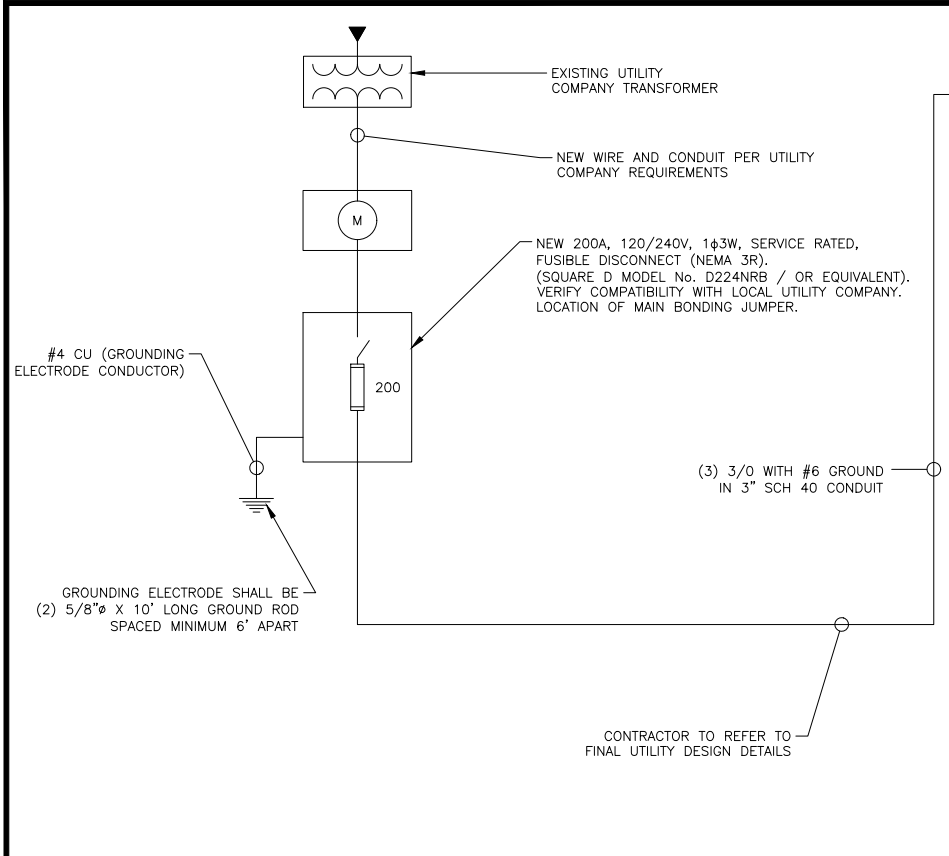 EXISTING UTILITY
COMPANY TRANSFORMER
NEW WIRE AND CONDUIT PER UTILITY
COMPANY REQUIREMENTS
M
NEW 200A, 120/240V, 1ϕ3W, SERVICE RATED,
FUSIBLE DISCONNECT (NEMA 3R).
(SQUARE D MODEL No. D224NRB / OR EQUIVALENT).
VERIFY COMPATIBILITY WITH LOCAL UTILITY COMPANY.
LOCATION OF MAIN BONDING JUMPER.
#4 CU (GROUNDING
ELECTRODE CONDUCTOR)
200
(3) 3/0 WITH #6 GROUND
IN 3" SCH 40 CONDUIT
GROUNDING ELECTRODE SHALL BE
(2) 5/8"ø X 10' LONG GROUND ROD
SPACED MINIMUM 6' APART
CONTRACTOR TO REFER TO
FINAL UTILITY DESIGN DETAILS